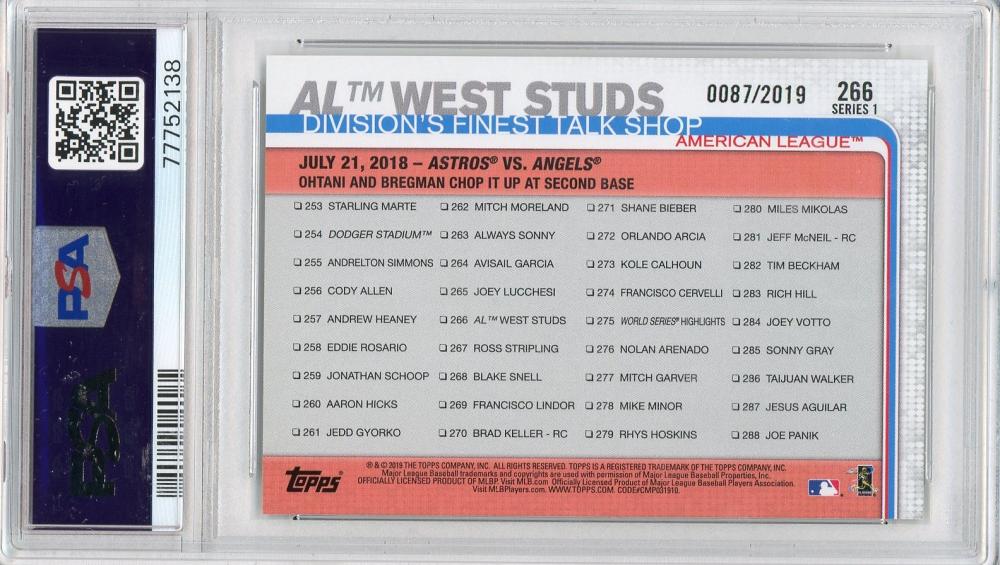 77752138
PSA
PSA
AL™ WEST STUDS
0087/2019
266
SERIES 1
DIVISION'S FINEST TALK SHOP
AMERICAN LEAGUE™
JULY 21, 2018 – ASTROS® VS. ANGELS®
OHTANI AND BREGMAN CHOP IT UP AT SECOND BASE
253 STARLING MARTE
254 DODGER STADIUM™
255 ANDRELTON SIMMONS
256 CODY ALLEN
257 ANDREW HEANEY
258 EDDIE ROSARIO
259 JONATHAN SCHOOP
260 AARON HICKS
261 JEDD GYORKO
262 MITCH MORELAND
263 ALWAYS SONNY
264 AVISAIL GARCIA
265 JOEY LUCCHESI
266 AL™ WEST STUDS
267 ROSS STRIPLING
268 BLAKE SNELL
269 FRANCISCO LINDOR
270 BRAD KELLER - RC
271 SHANE BIEBER
272 ORLANDO ARCIA
273 KOLE CALHOUN
274 FRANCISCO CERVELLI
275 WORLD SERIES® HIGHLIGHTS
276 NOLAN ARENADO
277 MITCH GARVER
278 MIKE MINOR
279 RHYS HOSKINS
280 MILES MIKOLAS
281 JEFF McNEIL - RC
282 TIM BECKHAM
283 RICH HILL
284 JOEY VOTTO
285 SONNY GRAY
286 TAIJUAN WALKER
287 JESUS AGUILAR
288 JOE PANIK
Topps®
® & © 2019 THE TOPPS COMPANY, INC. ALL RIGHTS RESERVED. TOPPS IS A REGISTERED TRADEMARK OF THE TOPPS COMPANY, INC.
Major League Baseball trademarks and copyrights are used with permission of Major League Baseball Properties, Inc.
OFFICIALLY LICENSED PRODUCT OF MLBP. Visit MLB.com Officially Licensed Product of Major League Baseball Players Association.
Visit MLBPlayers.com. WWW.TOPPS.COM. CODE#CMP031910.